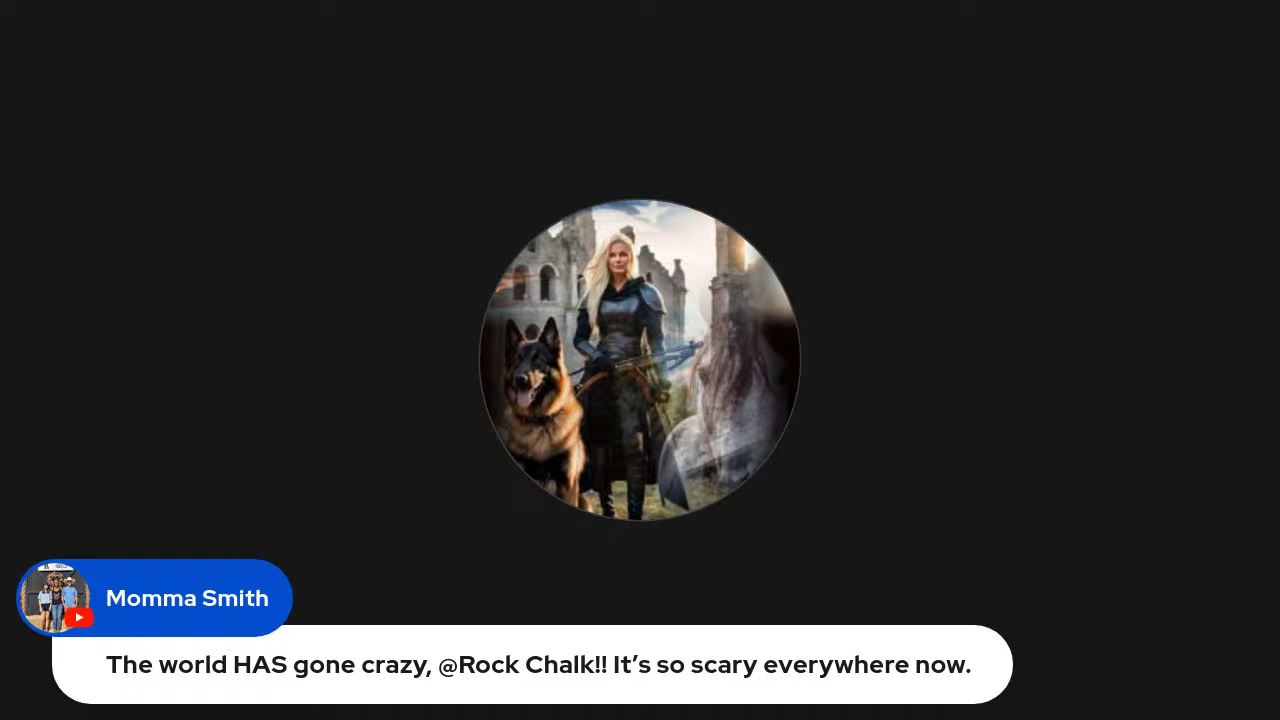 Momma Smith
The world HAS gone crazy, @Rock Chalk!! It’s so scary everywhere now.